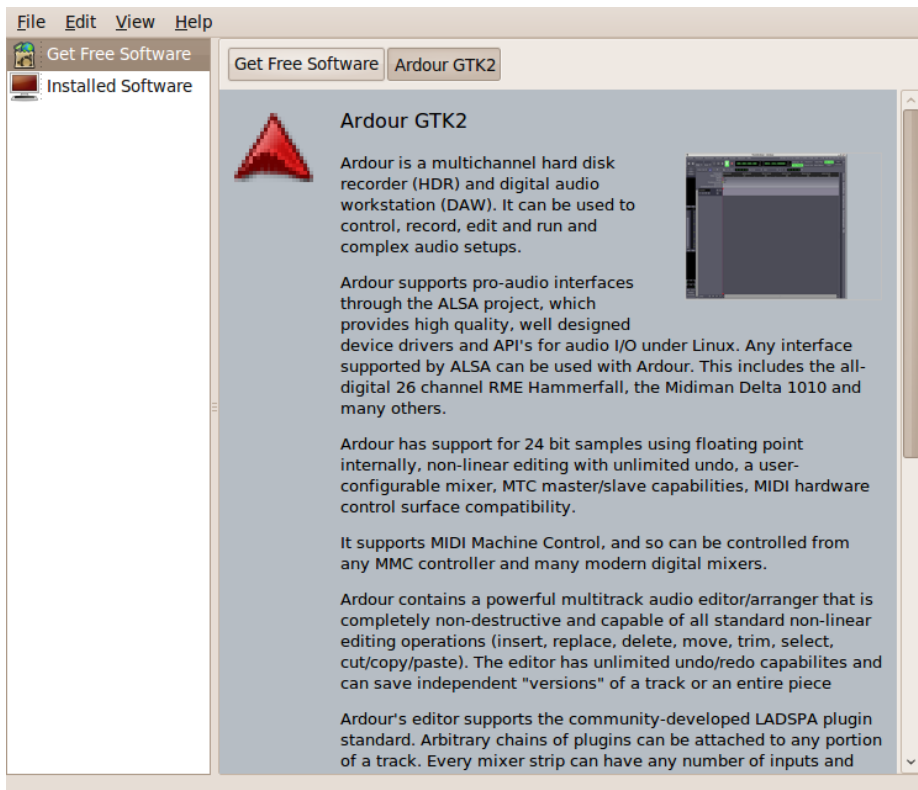 File Edit View Help
Get Free Software
Installed Software
Get Free Software Ardour GTK2
Ardour GTK2
Ardour is a multichannel hard disk
recorder (HDR) and digital audio
workstation (DAW). It can be used to
control, record, edit and run and
complex audio setups.
Ardour supports pro-audio interfaces
through the ALSA project, which
provides high quality, well designed
device drivers and API's for audio I/O under Linux. Any interface
supported by ALSA can be used with Ardour. This includes the all-
digital 26 channel RME Hammerfall, the Midiman Delta 1010 and
many others.
Ardour has support for 24 bit samples using floating point
internally, non-linear editing with unlimited undo, a user-
configurable mixer, MTC master/slave capabilities, MIDI hardware
control surface compatibility.
It supports MIDI Machine Control, and so can be controlled from
any MMC controller and many modern digital mixers.
Ardour contains a powerful multitrack audio editor/arranger that is
completely non-destructive and capable of all standard non-linear
editing operations (insert, replace, delete, move, trim, select,
cut/copy/paste). The editor has unlimited undo/redo capabilites and
can save independent "versions" of a track or an entire piece
Ardour's editor supports the community-developed LADSPA plugin
standard. Arbitrary chains of plugins can be attached to any portion
of a track. Every mixer strip can have any number of inputs and